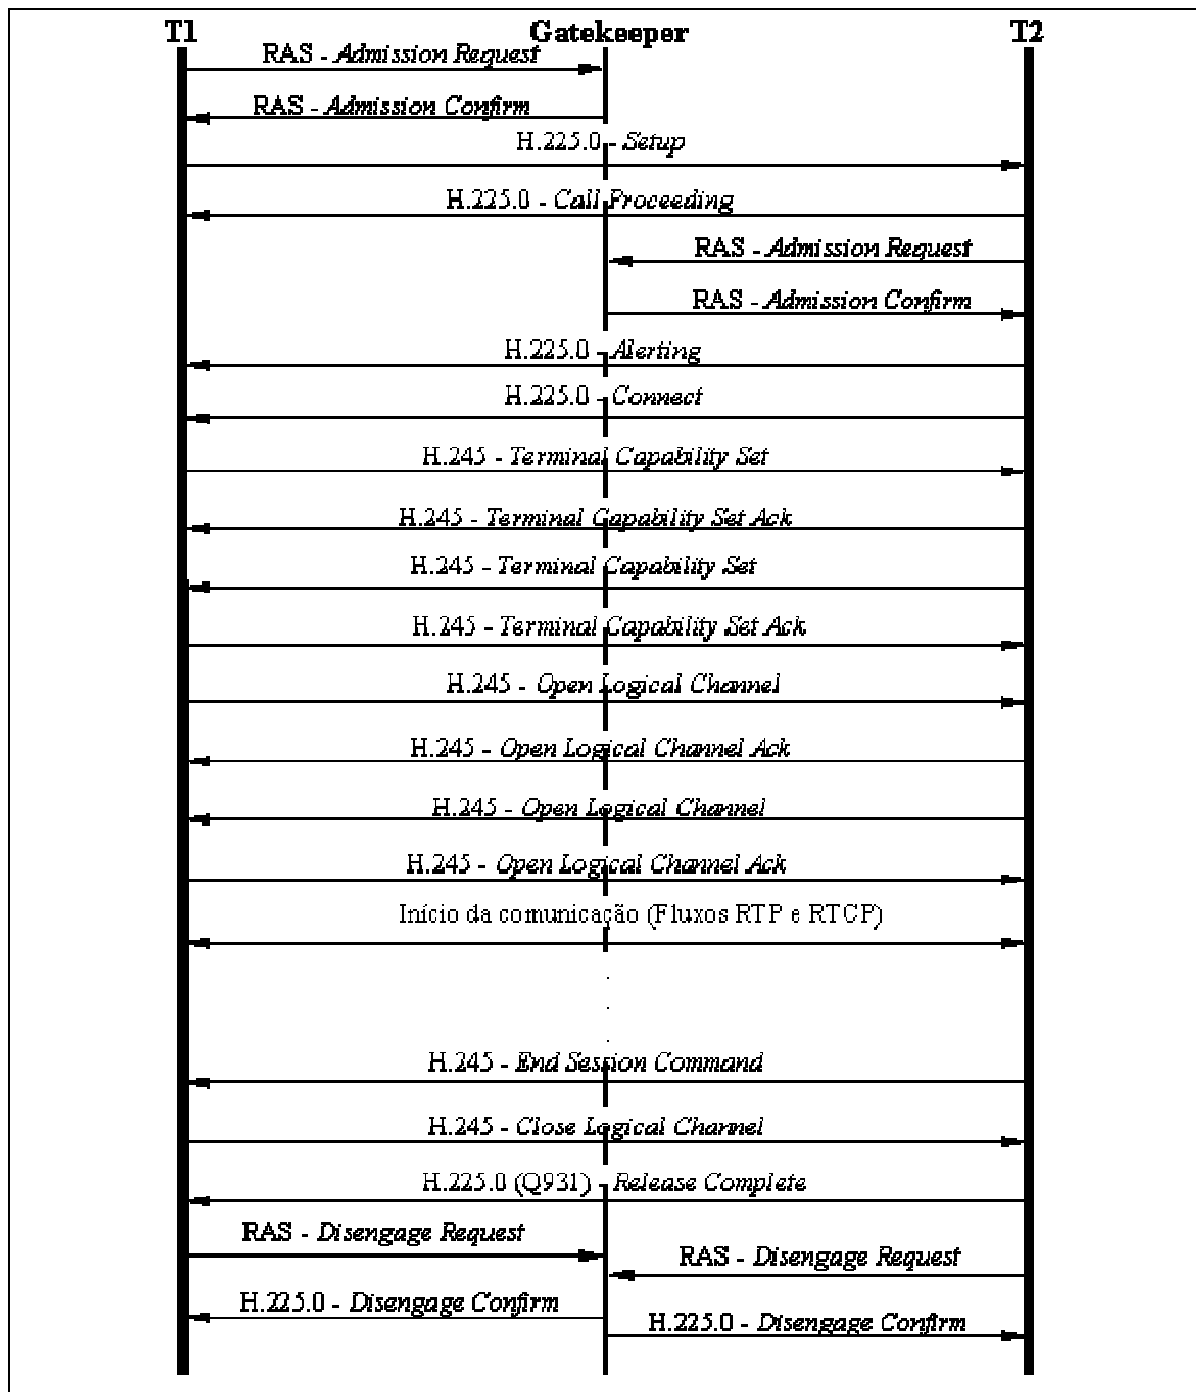 T1 Gatekeeper T2
RAS - Admission Request
RAS - Admission Confirm
H.225.0 - Setup
H.225.0 - Call Proceeding
RAS - Admission Request
RAS - Admission Confirm
H.225.0 - Alerting
H.225.0 - Connect
H.245 - Terminal Capability Set
H.245 - Terminal Capability Set Ack
H.245 - Terminal Capability Set
H.245 - Terminal Capability Set Ack
H.245 - Open Logical Channel
H.245 - Open Logical Channel Ack
H.245 - Open Logical Channel
H.245 - Open Logical Channel Ack
Início da comunicação (Fluxos RTP e RTCP)
H.245 - End Session Command
H.245 - Close Logical Channel
H.225.0 (Q931) - Release Complete
RAS - Disengage Request
RAS - Disengage Request
H.225.0 - Disengage Confirm
H.225.0 - Disengage Confirm